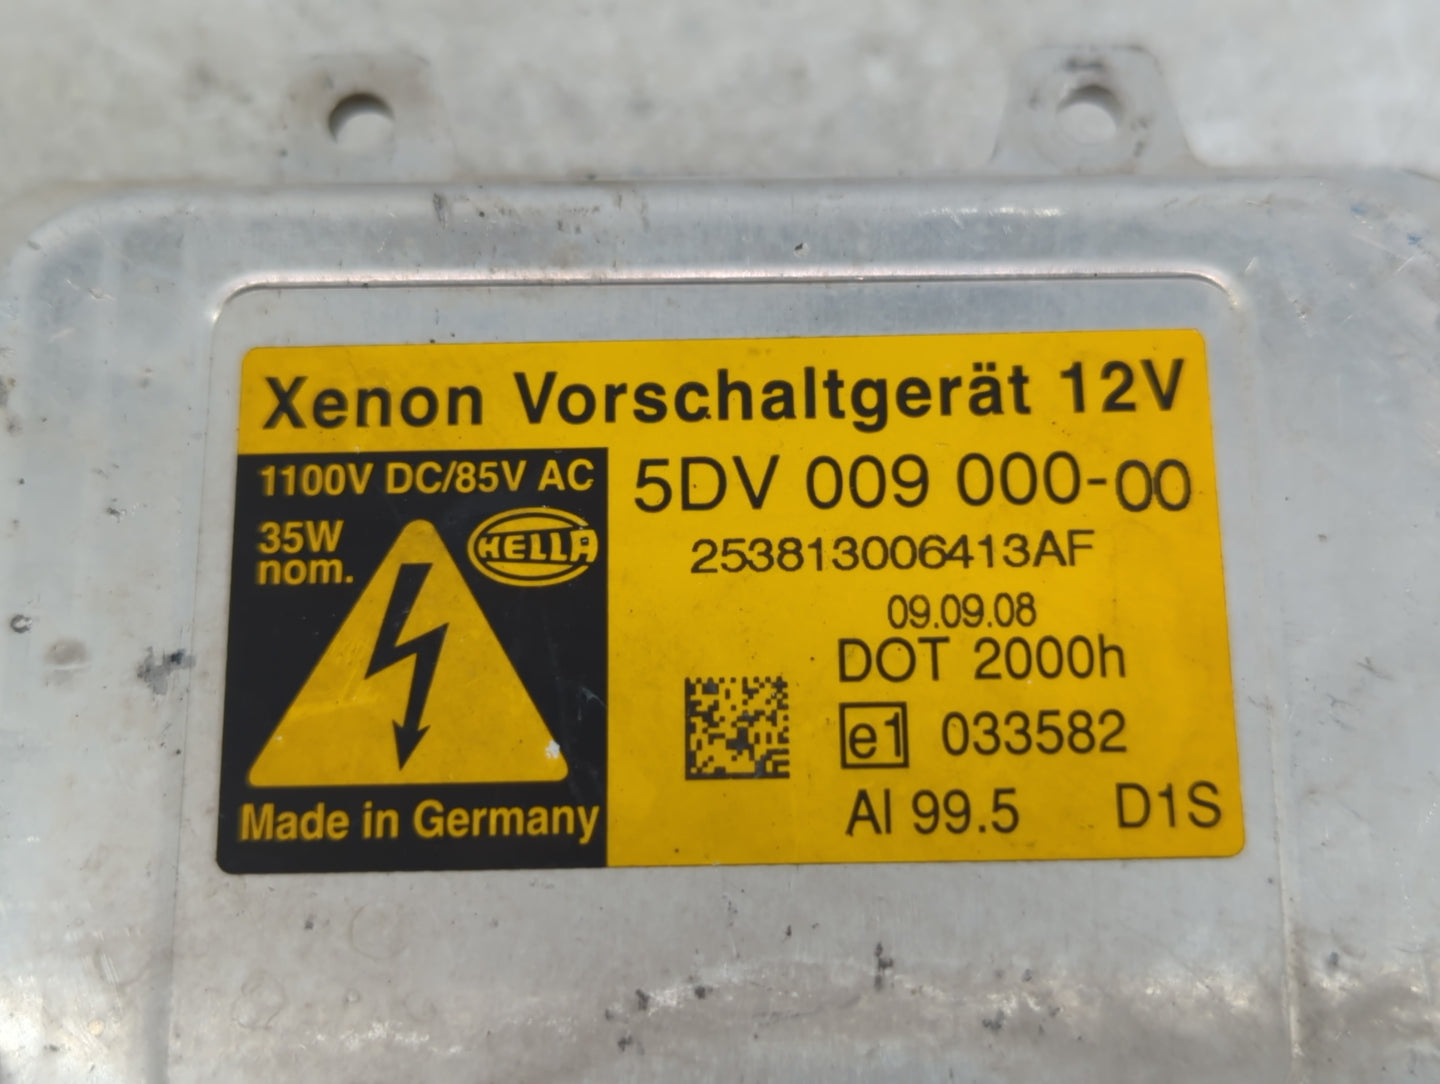 Xenon Vorschaltgerät 12V
1100V DC/85V AC
35W
nom.
HELLA
Made in Germany
5DV 009 000-00
253813006413AF
09.09.08
DOT 2000h
e1 033582
Al 99.5 D1S